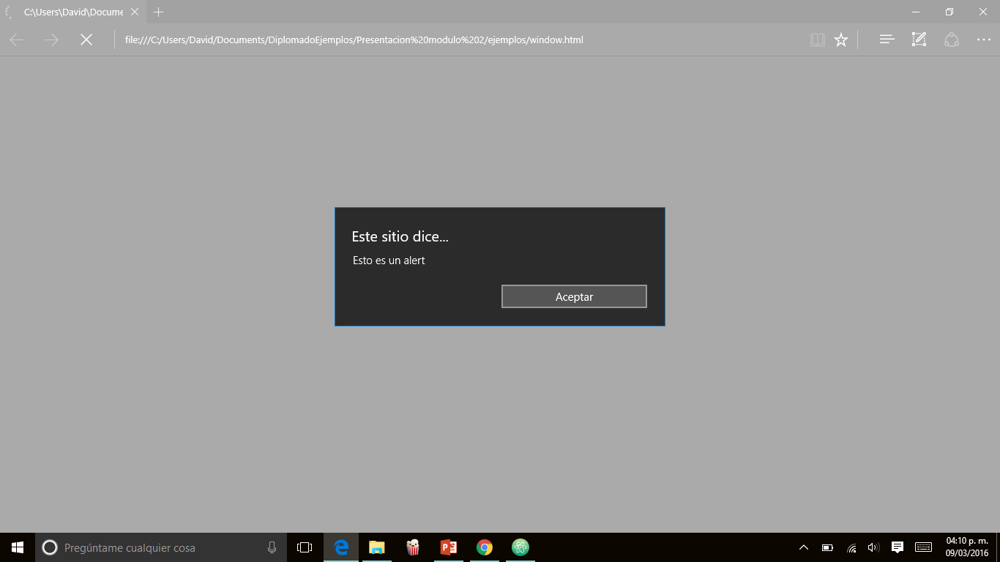 C:\Users\David\Docume
file:///C:/Users/David/Documents/DiplomadoEjemplos/Presentacion%20modulo%202/ejemplos/window.html
Este sitio dice...
Esto es un alert
Aceptar
Pregúntame cualquier cosa
04:10 p. m.
09/03/2016